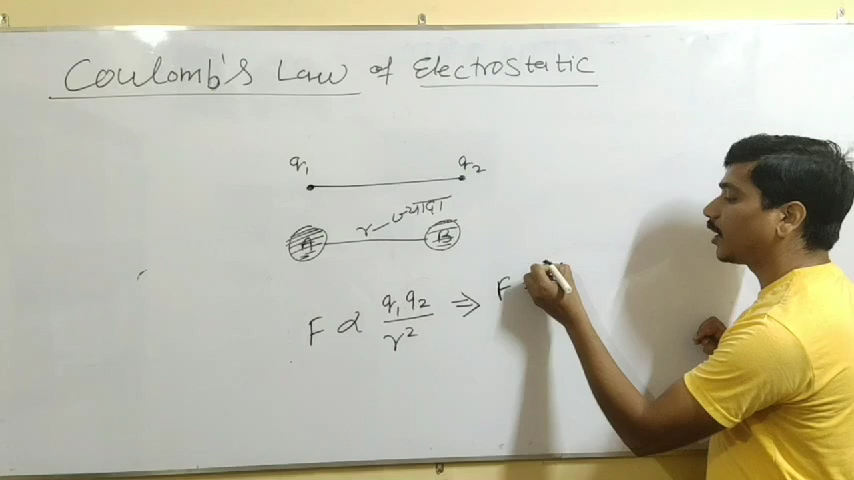 Coulomb's Law of Electrostatic
q₁ q₂
r - ज्यादा
A B
F ∝ q₁q₂/r² ⇒ F